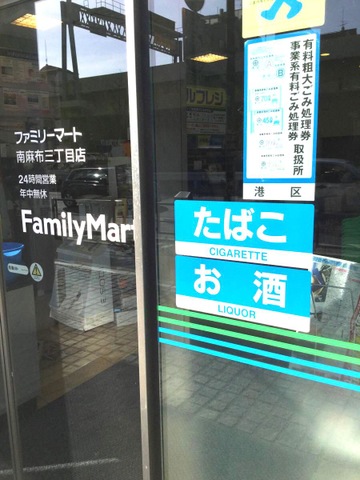 ファミリーマート
南麻布三丁目店
24時間営業
年中無休
FamilyMar
有料粗大ごみ処理券
事業系有料ごみ処理券
取扱所
港区
たばこ
CIGARETTE
お酒
LIQUOR